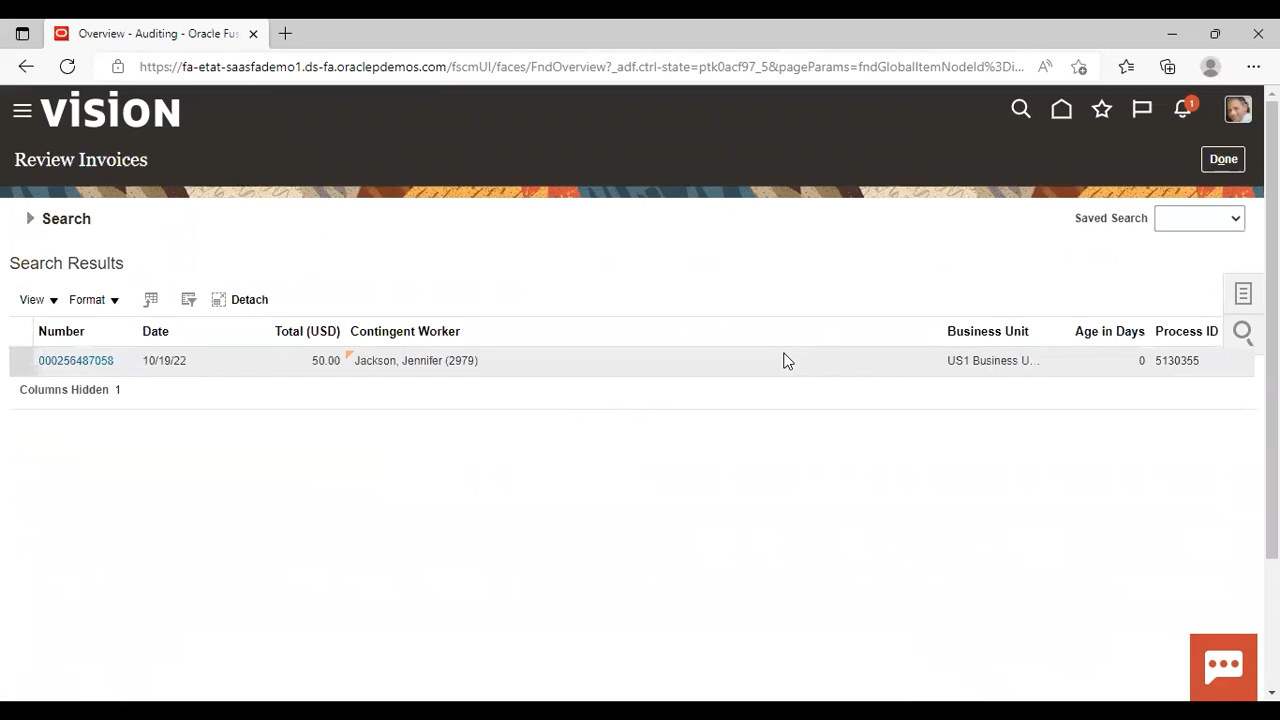 Overview - Auditing - Oracle Fus
https://fa-etat-saasfademo1.ds-fa.oraclepdemos.com/fscmUI/faces/FndOverview?_adf.ctrl-state=ptk0acf97_5&pageParams=fndGlobalItemNodeId%3Di...
VISION
1
Review Invoices
Done
Search
Saved Search
Search Results
View Format Detach
Number Date Total (USD) Contingent Worker Business Unit Age in Days Process ID
000256487058 10/19/22 50.00 Jackson, Jennifer (2979) US1 Business U... 0 5130355
Columns Hidden 1